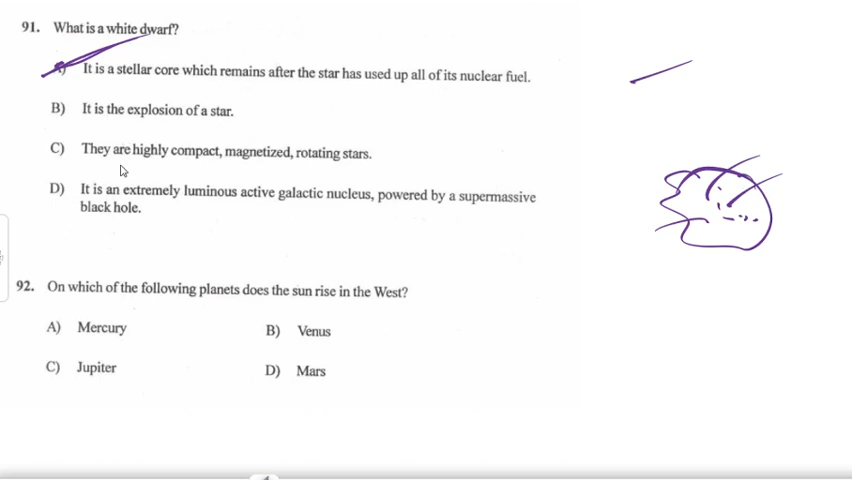 91. What is a white dwarf?
A) It is a stellar core which remains after the star has used up all of its nuclear fuel.
B) It is the explosion of a star.
C) They are highly compact, magnetized, rotating stars.
D) It is an extremely luminous active galactic nucleus, powered by a supermassive
black hole.
92. On which of the following planets does the sun rise in the West?
A) Mercury B) Venus
C) Jupiter D) Mars